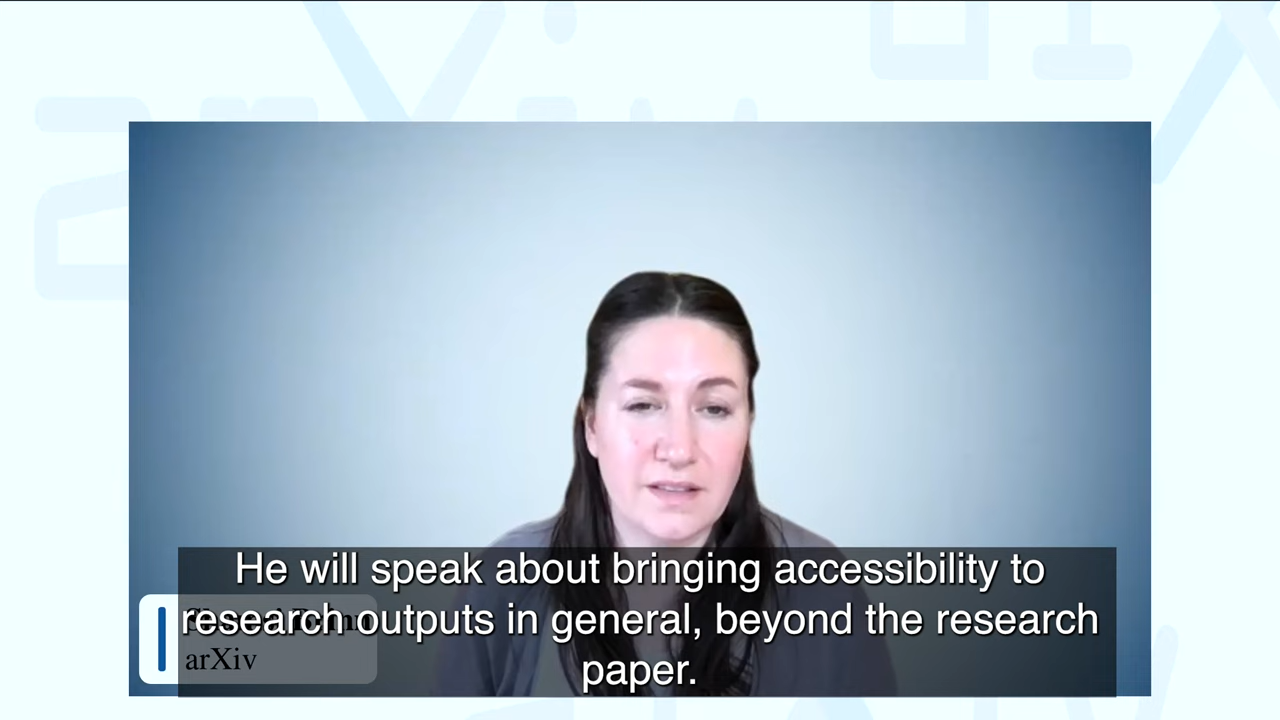 He will speak about bringing accessibility to
research outputs in general, beyond the research
paper.
arXiv